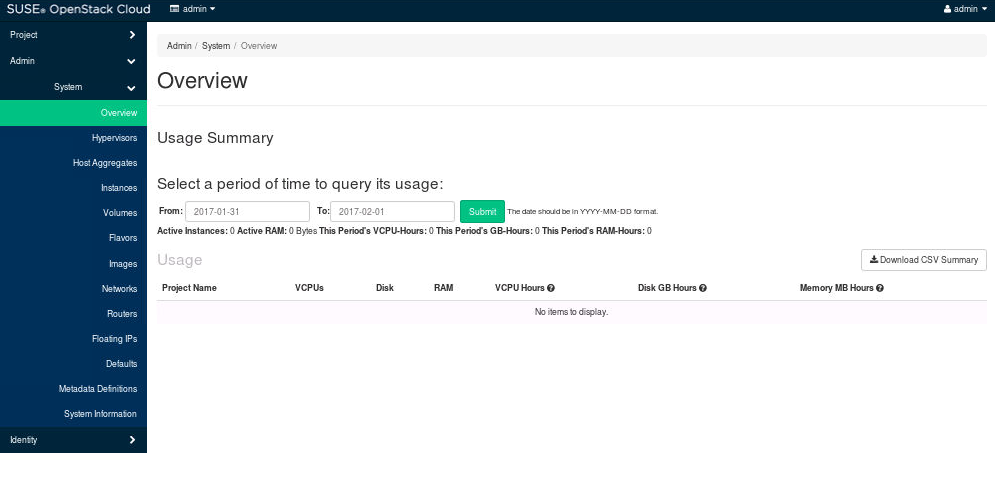 SUSE® OpenStack Cloud admin admin
Project
Admin
System
Overview
Hypervisors
Host Aggregates
Instances
Volumes
Flavors
Images
Networks
Routers
Floating IPs
Defaults
Metadata Definitions
System Information
Identity
Admin / System / Overview
Overview
Usage Summary
Select a period of time to query its usage:
From: 2017-01-31 To: 2017-02-01 Submit The date should be in YYYY-MM-DD format.
Active Instances: 0 Active RAM: 0 Bytes This Period's VCPU-Hours: 0 This Period's GB-Hours: 0 This Period's RAM-Hours: 0
Usage Download CSV Summary
Project Name VCPUs Disk RAM VCPU Hours Disk GB Hours Memory MB Hours
No items to display.